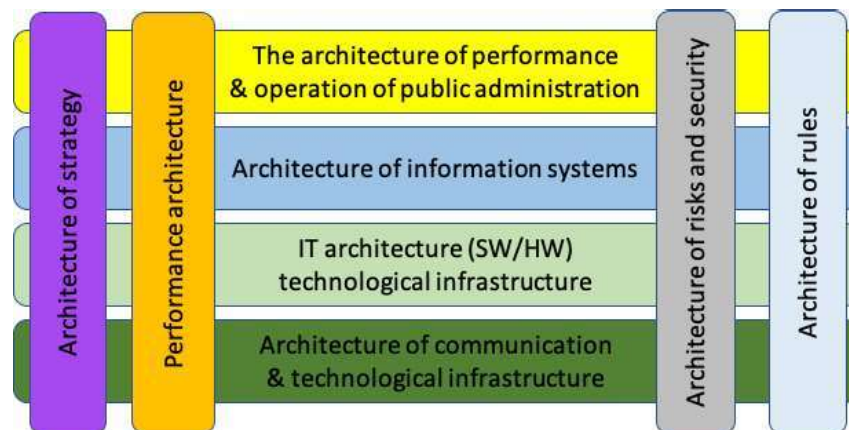 Architecture of strategy
Performance architecture
The architecture of performance
& operation of public administration
Architecture of information systems
IT architecture (SW/HW)
technological infrastructure
Architecture of communication
& technological infrastructure
Architecture of risks and security
Architecture of rules